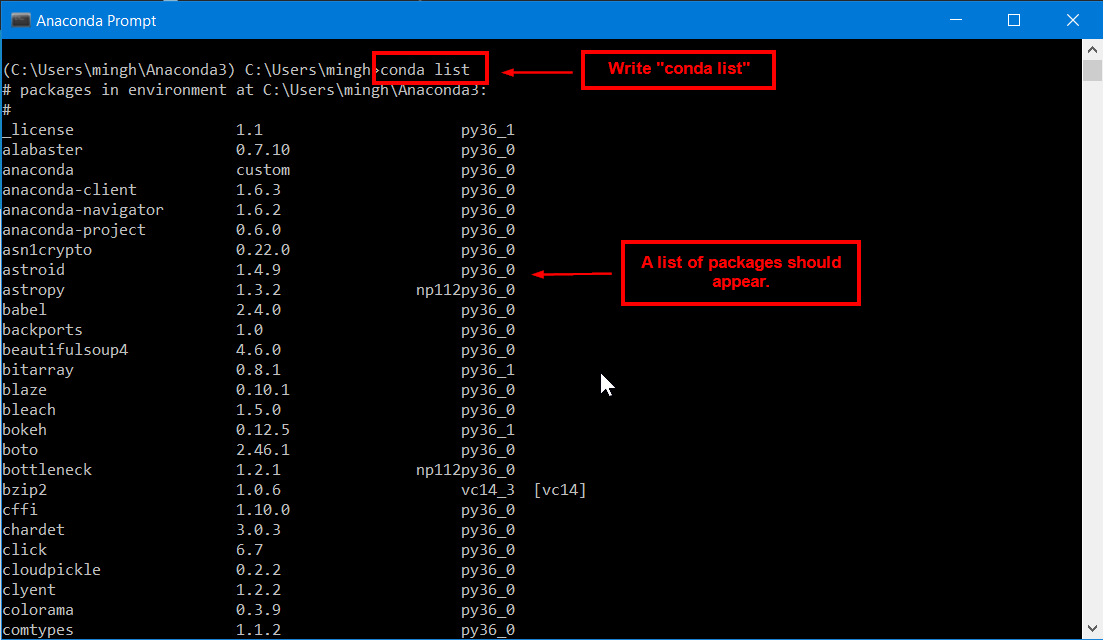 Anaconda Prompt
(C:\Users\mingh\Anaconda3) C:\Users\mingh>conda list
Write "conda list"
# packages in environment at C:\Users\mingh\Anaconda3:
#
_license 1.1 py36_1
alabaster 0.7.10 py36_0
anaconda custom py36_0
anaconda-client 1.6.3 py36_0
anaconda-navigator 1.6.2 py36_0
anaconda-project 0.6.0 py36_0
asn1crypto 0.22.0 py36_0
astroid 1.4.9 py36_0
A list of packages should
appear.
astropy 1.3.2 np112py36_0
babel 2.4.0 py36_0
backports 1.0 py36_0
beautifulsoup4 4.6.0 py36_0
bitarray 0.8.1 py36_1
blaze 0.10.1 py36_0
bleach 1.5.0 py36_0
bokeh 0.12.5 py36_1
boto 2.46.1 py36_0
bottleneck 1.2.1 np112py36_0
bzip2 1.0.6 vc14_3 [vc14]
cffi 1.10.0 py36_0
chardet 3.0.3 py36_0
click 6.7 py36_0
cloudpickle 0.2.2 py36_0
clyent 1.2.2 py36_0
colorama 0.3.9 py36_0
comtypes 1.1.2 py36_0